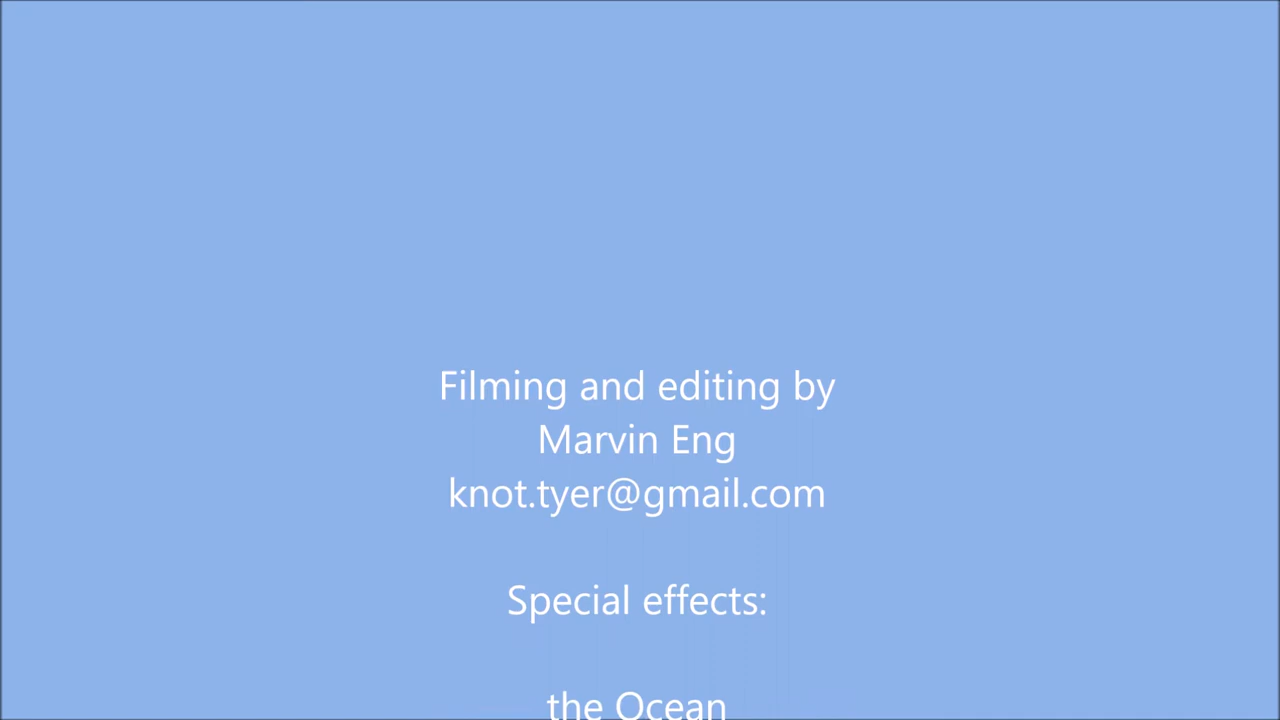 Filming and editing by
Marvin Eng
knot.tyer@gmail.com
Special effects:
the Ocean